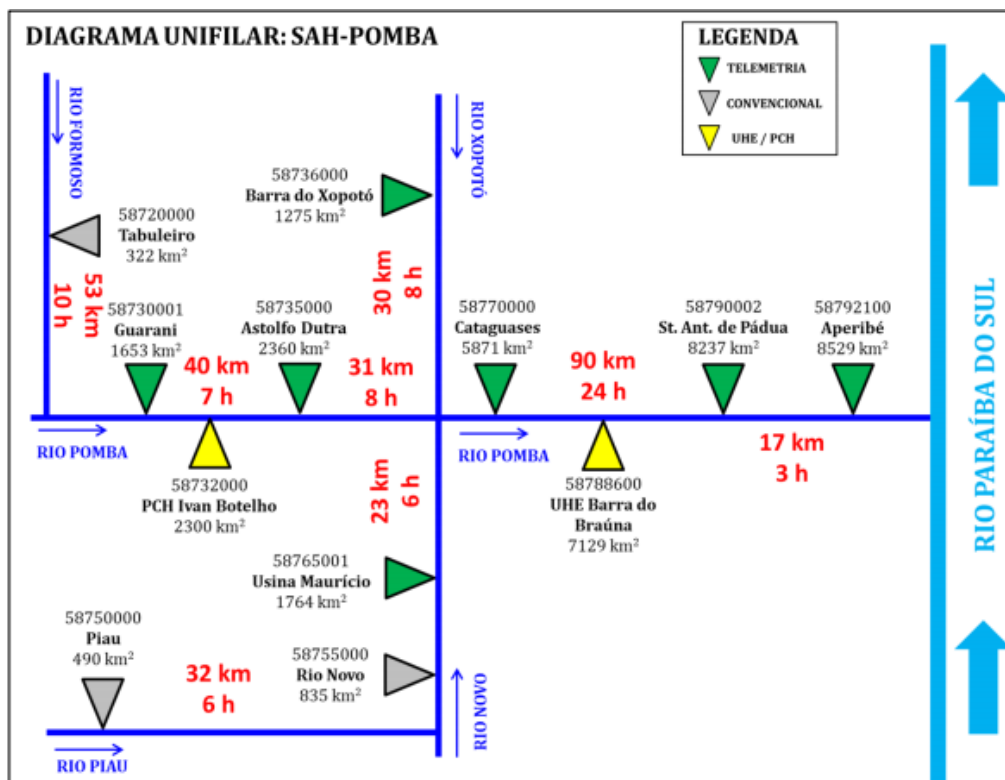 DIAGRAMA UNIFILAR: SAH-POMBA
LEGENDA
TELEMETRIA
CONVENCIONAL
UHE / PCH
RIO FORMOSO
RIO XOPOTÓ
58736000
Barra do Xopotó
1275 km²
58720000
Tabuleiro
322 km²
53 km
10 h
30 km
8 h
58730001
Guarani
1653 km²
58735000
Astolfo Dutra
2360 km²
58770000
Cataguases
5871 km²
58790002
St. Ant. de Pádua
8237 km²
58792100
Aperibé
8529 km²
40 km
7 h
31 km
8 h
90 km
24 h
RIO POMBA
RIO POMBA
17 km
3 h
58732000
PCH Ivan Botelho
2300 km²
23 km
6 h
58788600
UHE Barra do
Braúna
7129 km²
RIO PARAÍBA DO SUL
58765001
Usina Maurício
1764 km²
58750000
Piau
490 km²
32 km
6 h
58755000
Rio Novo
835 km²
RIO NOVO
RIO PIAU